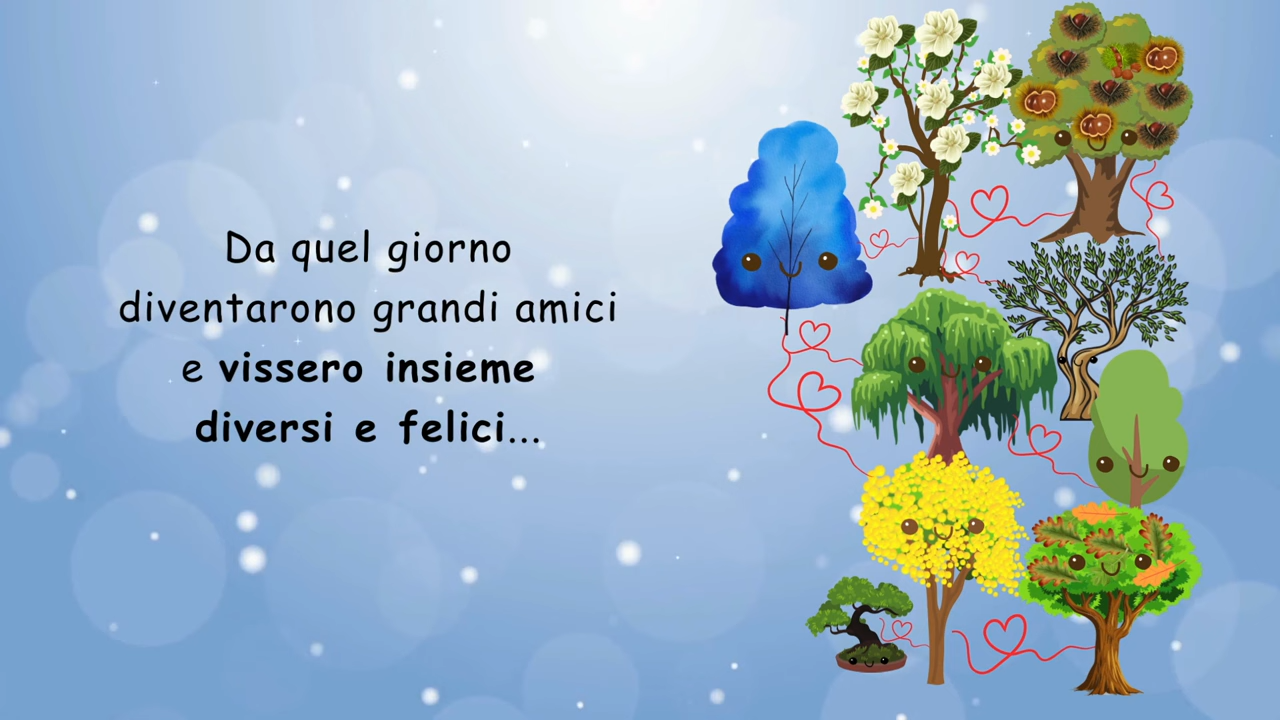 Da quel giorno
diventarono grandi amici
e vissero insieme
diversi e felici...